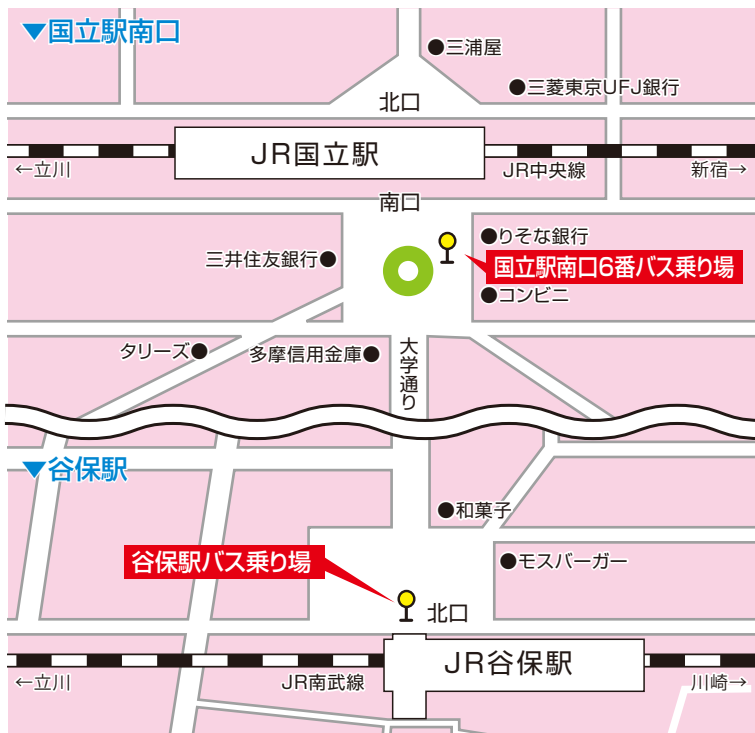 ▼国立駅南口
●三浦屋
●三菱東京UFJ銀行
北口
JR国立駅
←立川
JR中央線
新宿→
南口
●りそな銀行
三井住友銀行●
国立駅南口6番バス乗り場
●コンビニ
タリーズ●
多摩信用金庫●
大学通り
▼谷保駅
●和菓子
谷保駅バス乗り場
●モスバーガー
北口
JR谷保駅
←立川
JR南武線
川崎→